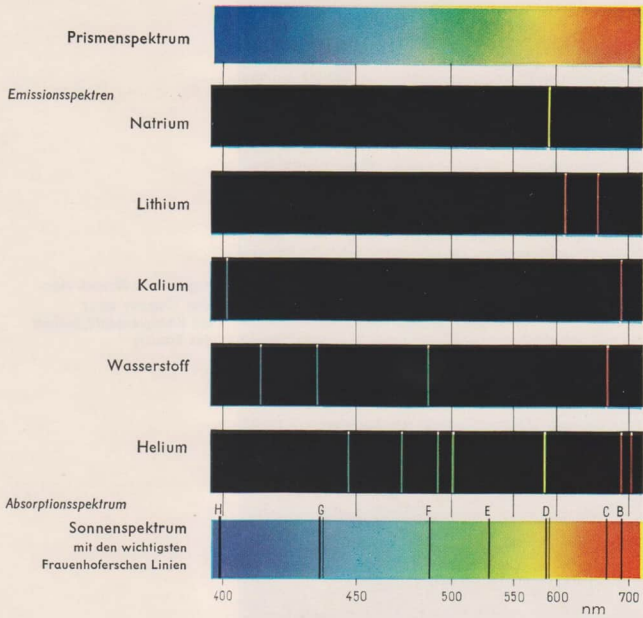 Prismenspektrum
Emissionsspektren
Natrium
Lithium
Kalium
Wasserstoff
Helium
Absorptionsspektrum
H G F E D C B
Sonnenspektrum
mit den wichtigsten
Frauenhoferschen Linien
400 450 500 550 600 700
nm